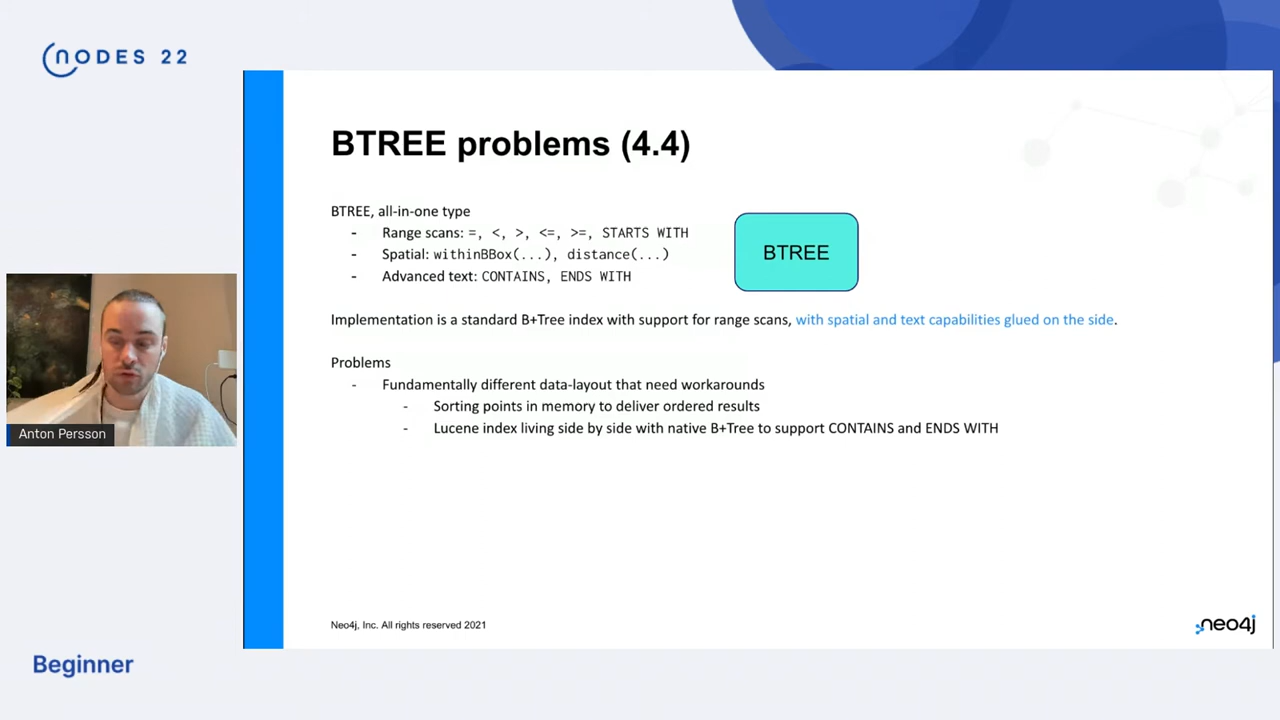 NODES 22
BTREE problems (4.4)
BTREE, all-in-one type
- Range scans: =, <, >, <=, >=, STARTS WITH
- Spatial: withinBBox(...), distance(...)
- Advanced text: CONTAINS, ENDS WITH
BTREE
Implementation is a standard B+Tree index with support for range scans, with spatial and text capabilities glued on the side.
Problems
- Fundamentally different data-layout that need workarounds
- Sorting points in memory to deliver ordered results
- Lucene index living side by side with native B+Tree to support CONTAINS and ENDS WITH
Anton Persson
Neo4j, Inc. All rights reserved 2021
neo4j
Beginner